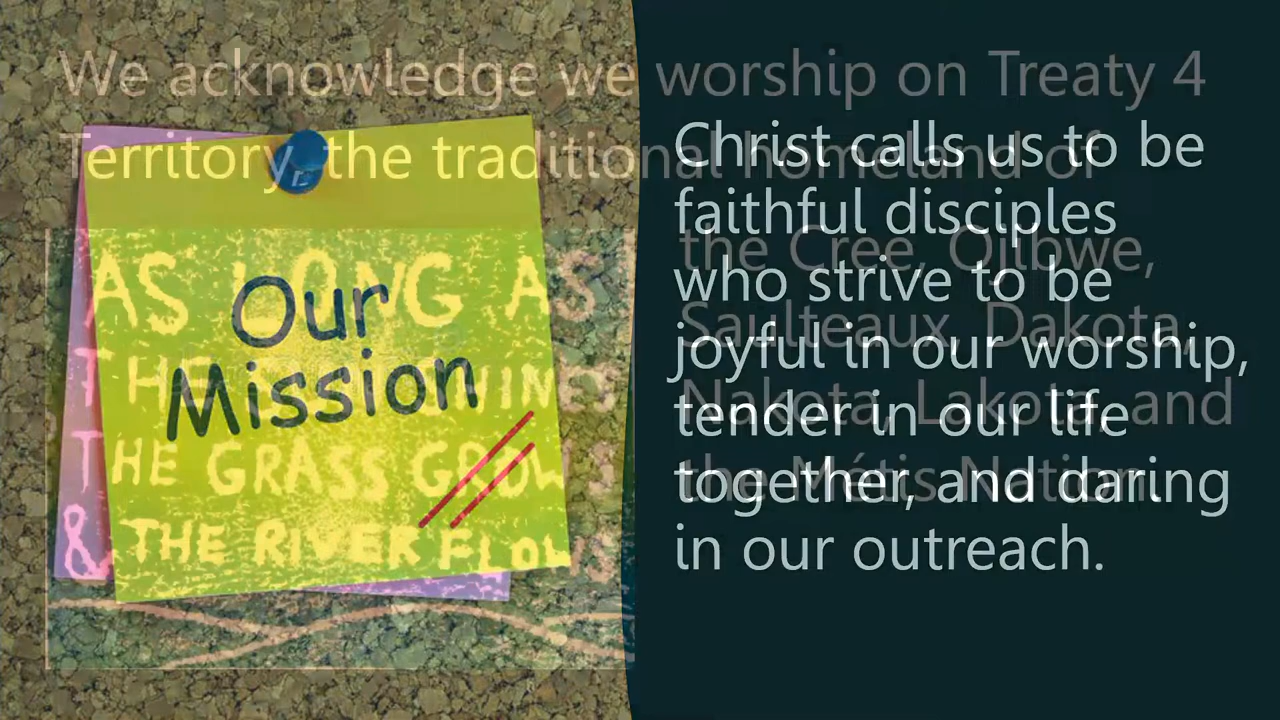 We acknowledge we worship on Treaty 4
Territory, the traditional homeland of
the Cree, Ojibwe,
Saulteaux, Dakota,
Nakota, Lakota, and
the Métis Nation.
AS LONG AS
THE SUN SHINES
THE GRASS GROWS
& THE RIVER FLOWS
Our
Mission
Christ calls us to be
faithful disciples
who strive to be
joyful in our worship,
tender in our life
together, and daring
in our outreach.